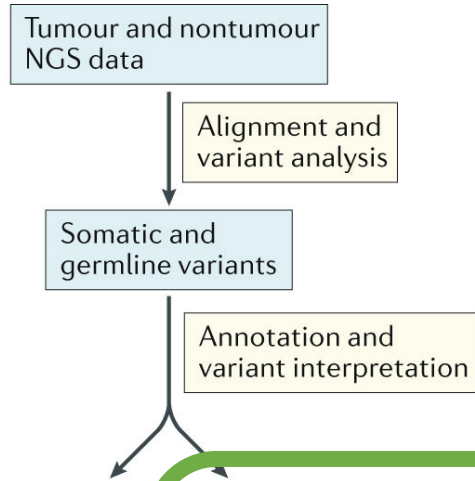 Tumour and nontumour
NGS data
Alignment and
variant analysis
Somatic and
germline variants
Annotation and
variant interpretation